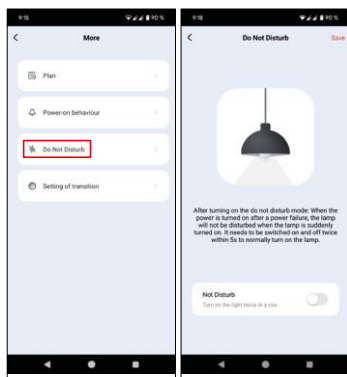 9:15
90 %
More
Plan
Power-on behaviour
Do Not Disturb
Setting of transition
9:18
90 %
Do Not Disturb
Save
After turning on the do not disturb mode: When the
power is turned on after a power failure, the lamp
will not be disturbed when the lamp is suddenly
turned on. It needs to be switched on and off twice
within 5s to normally turn on the lamp.
Not Disturb
Turn on the light twice in a row